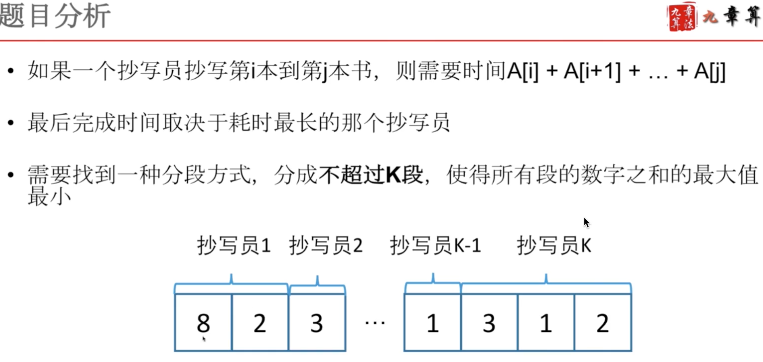 题目分析
九章算法
九章算
• 如果一个抄写员抄写第i本到第j本书，则需要时间A[i] + A[i+1] + … + A[j]
• 最后完成时间取决于耗时最长的那个抄写员
• 需要找到一种分段方式，分成不超过K段，使得所有段的数字之和的最大值
最小
抄写员1 抄写员2 抄写员K-1 抄写员K
8 2 3 … 1 3 1 2